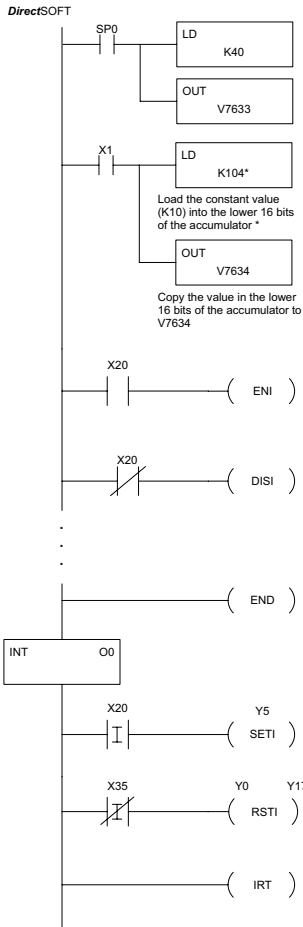 DirectSOFT
SP0
LD
K40
OUT
V7633
X1
LD
K104*
Load the constant value
(K10) into the lower 16 bits
of the accumulator *
OUT
V7634
Copy the value in the lower
16 bits of the accumulator to
V7634
X20
ENI
X20
DISI
END
INT O0
X20
Y5
SETI
X35
Y0 Y17
RSTI
IRT